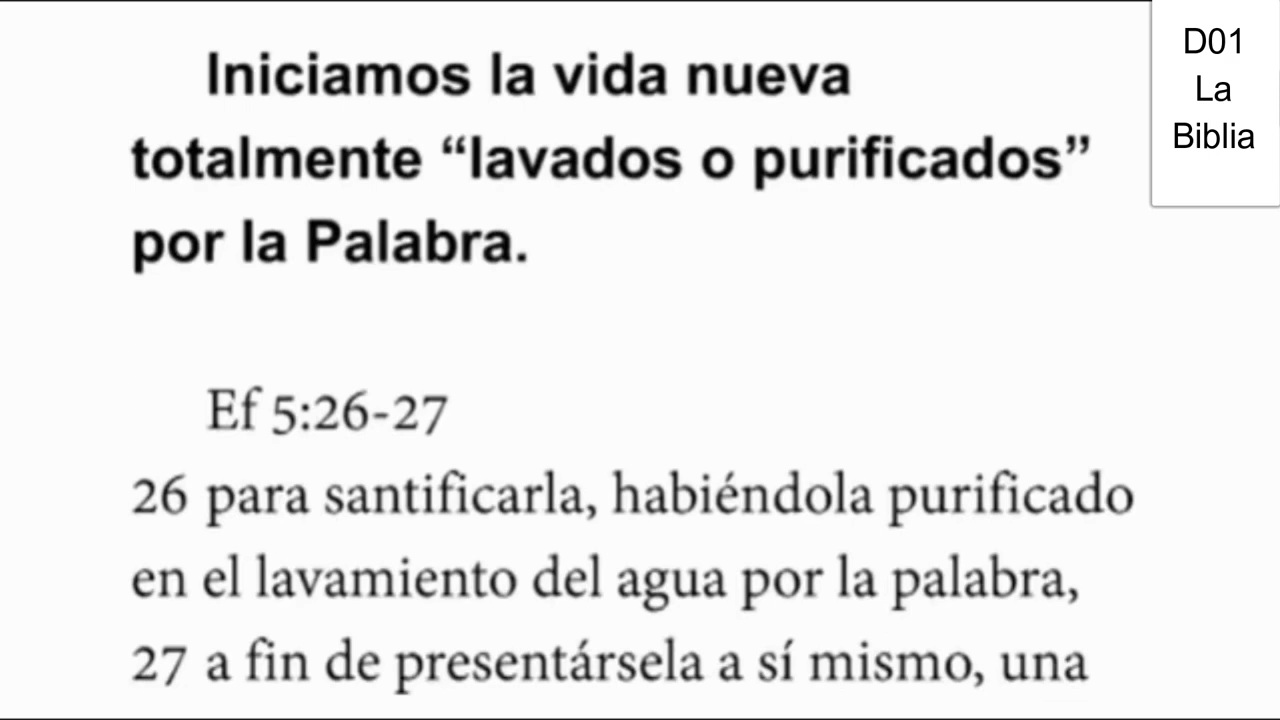 Iniciamos la vida nueva
totalmente “lavados o purificados”
por la Palabra.
Ef 5:26-27
26 para santificarla, habiéndola purificado
en el lavamiento del agua por la palabra,
27 a fin de presentársela a sí mismo, una
D01
La
Biblia